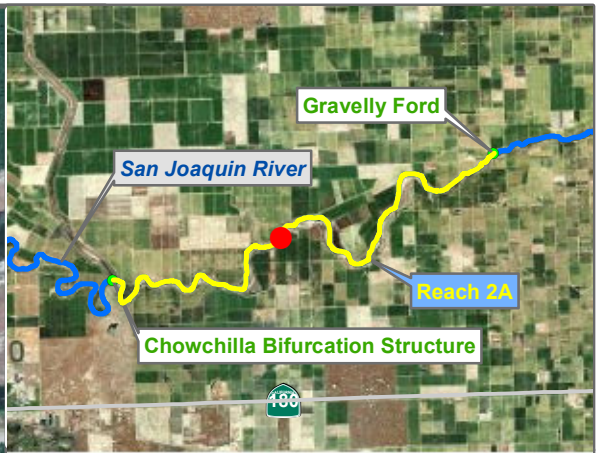 Gravelly Ford
San Joaquin River
Reach 2A
Chowchilla Bifurcation Structure
180